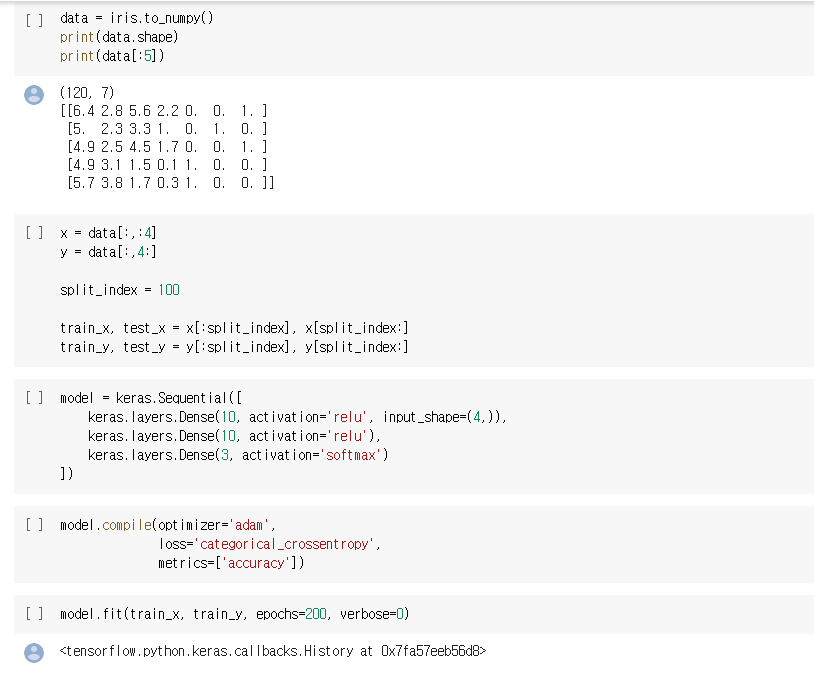 [ ] data = iris.to_numpy()
print(data.shape)
print(data[:5])
(120, 7)
[[6.4 2.8 5.6 2.2 0.  0.  1. ]
 [5.  2.3 3.3 1.  0.  1.  0. ]
 [4.9 2.5 4.5 1.7 0.  0.  1. ]
 [4.9 3.1 1.5 0.1 1.  0.  0. ]
 [5.7 3.8 1.7 0.3 1.  0.  0. ]]
[ ] x = data[:,:4]
y = data[:,4:]
split_index = 100
train_x, test_x = x[:split_index], x[split_index:]
train_y, test_y = y[:split_index], y[split_index:]
[ ] model = keras.Sequential([
    keras.layers.Dense(10, activation='relu', input_shape=(4,)),
    keras.layers.Dense(10, activation='relu'),
    keras.layers.Dense(3, activation='softmax')
])
[ ] model.compile(optimizer='adam',
              loss='categorical_crossentropy',
              metrics=['accuracy'])
[ ] model.fit(train_x, train_y, epochs=200, verbose=0)
<tensorflow.python.keras.callbacks.History at 0x7fa57eeb56d8>